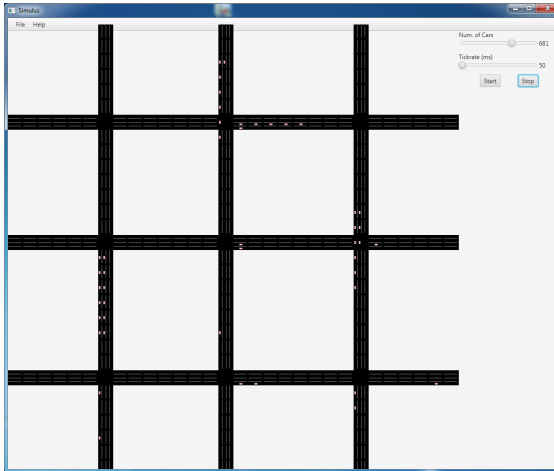 Simulus
File Help
Num. of Cars
681
Tickrate (ms)
50
Start Stop